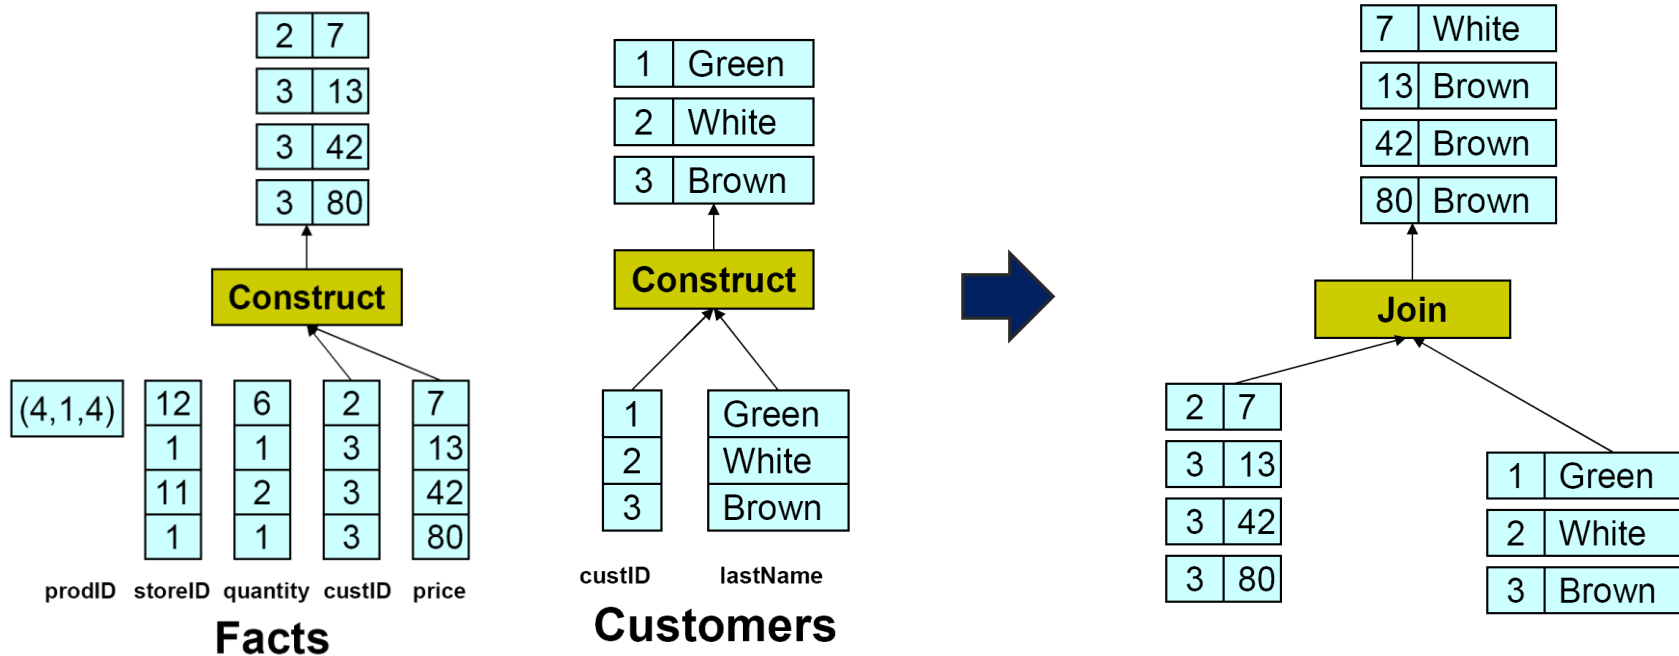 2 7
3 13
3 42
3 80
Construct
(4,1,4)
12 6 2 7
1 1 3 13
11 2 3 42
1 1 3 80
prodID storeID quantity custID price
Facts
1 Green
2 White
3 Brown
Construct
1 Green
2 White
3 Brown
custID lastName
Customers
7 White
13 Brown
42 Brown
80 Brown
Join
2 7
3 13
3 42
3 80
1 Green
2 White
3 Brown